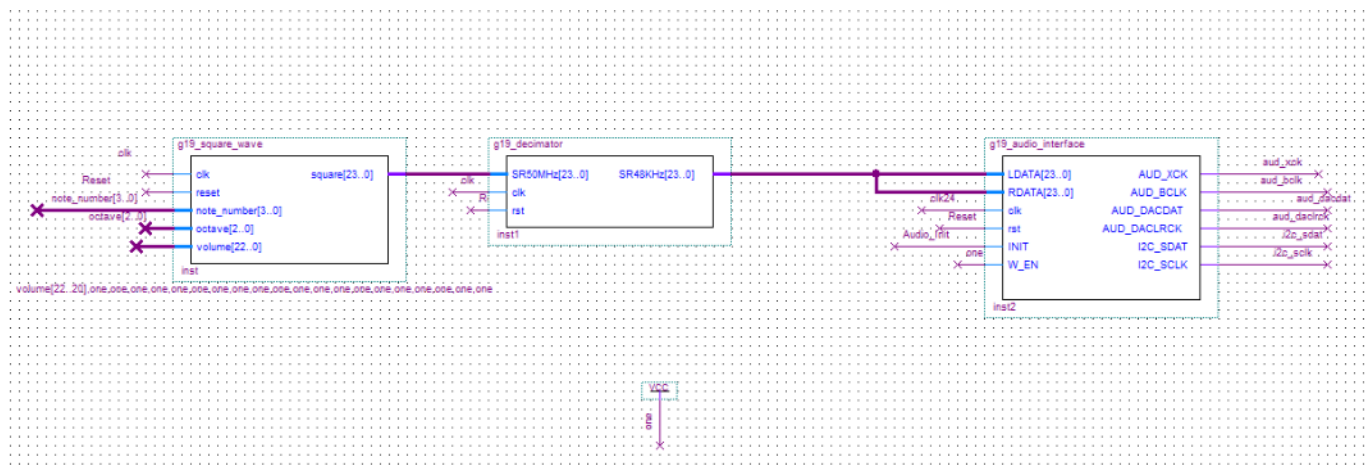 g19_square_wave
clk
clk
square[23..0]
Reset
reset
note_number[3..0]
note_number[3..0]
octave[2..0]
octave[2..0]
volume[22..0]
inst
volume[22..20],one,one,one,one,one,one,one,one,one,one,one,one,one,one,one,one,one,one,one,one
g19_decimator
SR50MHz[23..0]
SR48KHz[23..0]
clk
clk
R
rst
inst1
g19_audio_interface
LDATA[23..0]
AUD_XCK
aud_xck
RDATA[23..0]
AUD_BCLK
aud_bclk
clk24
clk
AUD_DACDAT
aud_dacdat
Reset
rst
AUD_DACLRCK
aud_daclrck
Audio_Init
INIT
I2C_SDAT
i2c_sdat
one
W_EN
I2C_SCLK
i2c_sclk
inst2
VCC
one